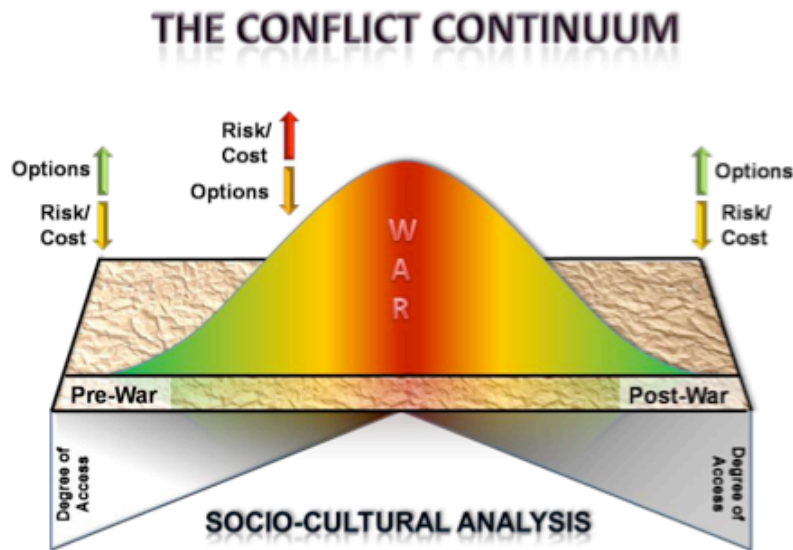 THE CONFLICT CONTINUUM
Options
Risk/
Cost
Risk/
Cost
Options
Options
Risk/
Cost
W
A
R
Pre-War
Post-War
Degree of
Access
Degree of
Access
SOCIO-CULTURAL ANALYSIS